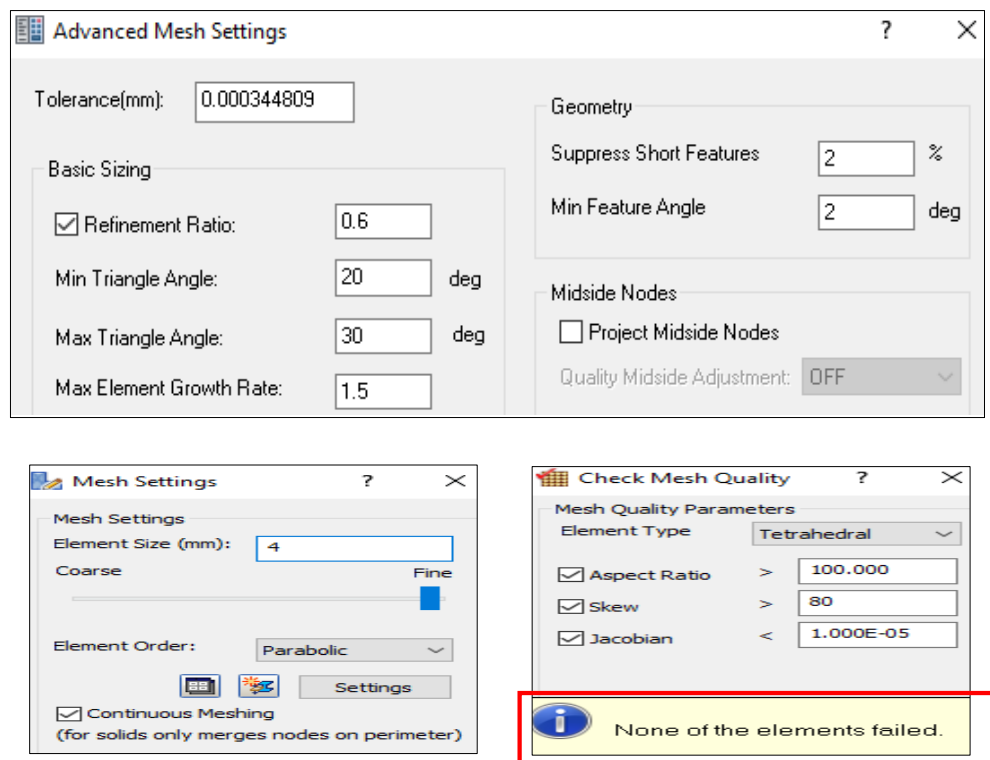 Advanced Mesh Settings ?
Tolerance(mm): 0.000344809
Basic Sizing
Refinement Ratio: 0.6
Min Triangle Angle: 20 deg
Max Triangle Angle: 30 deg
Max Element Growth Rate: 1.5
Geometry
Suppress Short Features 2 %
Min Feature Angle 2 deg
Midside Nodes
Project Midside Nodes
Quality Midside Adjustment: OFF
Mesh Settings ?
Mesh Settings
Element Size (mm): 4
Coarse Fine
Element Order: Parabolic
Settings
Continuous Meshing
(for solids only merges nodes on perimeter)
Check Mesh Quality ?
Mesh Quality Parameters
Element Type Tetrahedral
Aspect Ratio > 100.000
Skew > 80
Jacobian < 1.000E-05
None of the elements failed.